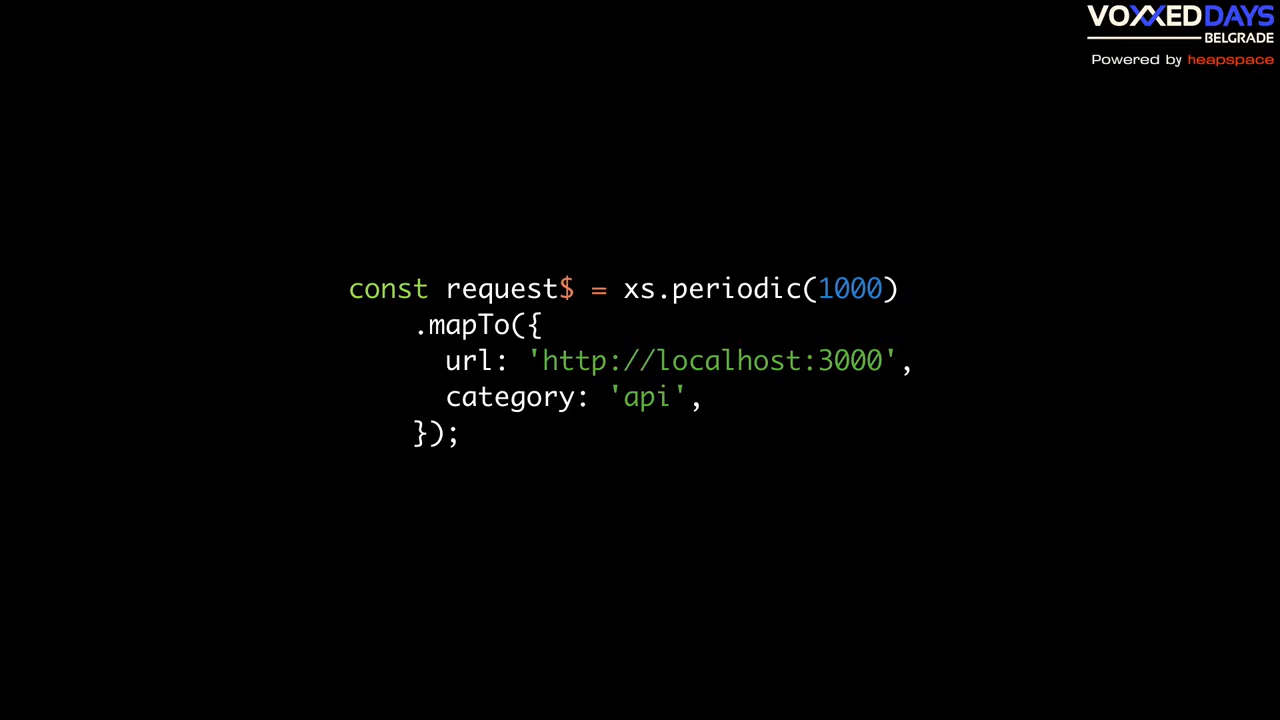 VOXXEDDAYS
BELGRADE
Powered by heapspace
const request$ = xs.periodic(1000)
.mapTo({
url: 'http://localhost:3000',
category: 'api',
});